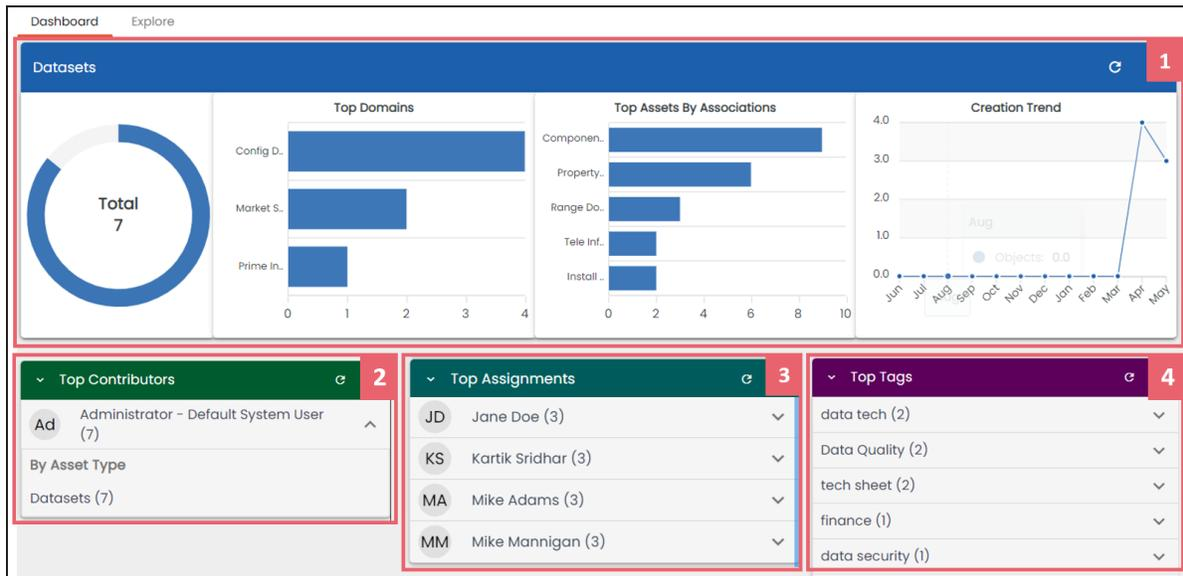 Dashboard Explore
Datasets 1
Top Domains
Config D..
Market S..
Prime In..
0 1 2 3 4
Total
7
Top Assets By Associations
Componen..
Property..
Range Do..
Tele Inf..
Install ..
0 2 4 6 8 10
Creation Trend
4.0
3.0
2.0
1.0
0.0
Aug
Objects: 0.0
Jun Jul Aug Sep Oct Nov Dec Jan Feb Mar Apr May
Top Contributors 2
Ad Administrator - Default System User
(7)
By Asset Type
Datasets (7)
Top Assignments 3
JD Jane Doe (3)
KS Kartik Sridhar (3)
MA Mike Adams (3)
MM Mike Mannigan (3)
Top Tags 4
data tech (2)
Data Quality (2)
tech sheet (2)
finance (1)
data security (1)